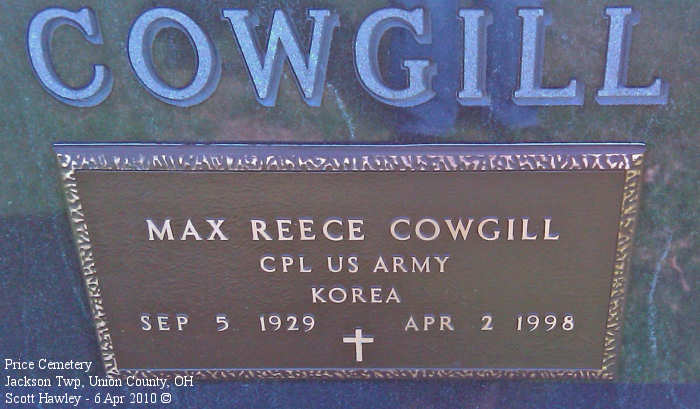 COWGILL
MAX REECE COWGILL
CPL US ARMY
KOREA
SEP 5 1929 APR 2 1998
Price Cemetery
Jackson Twp, Union County, OH
Scott Hawley - 6 Apr 2010 ©